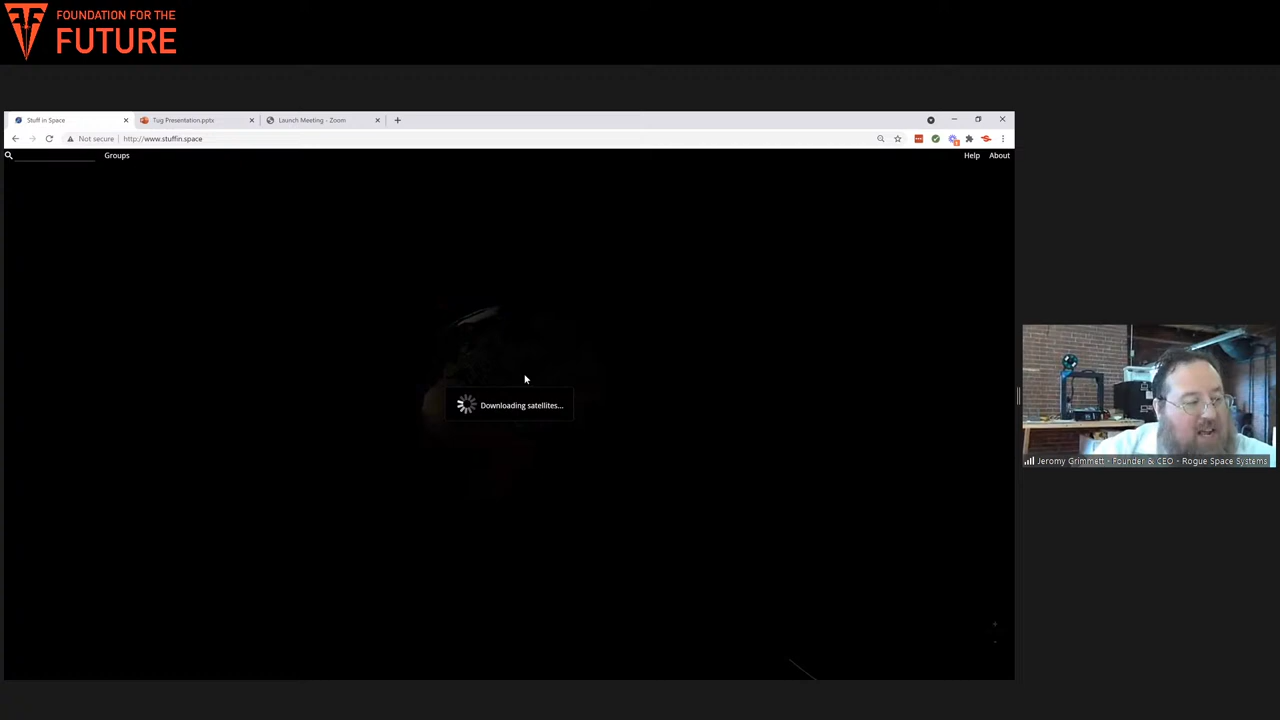 FOUNDATION FOR THE
FUTURE
Stuff in Space
Tug Presentation.pptx
Launch Meeting - Zoom
Not secure
http://www.stuffin.space
Groups
Help
About
Downloading satellites...
Jeromy Grimmett - Founder & CEO - Rogue Space Systems